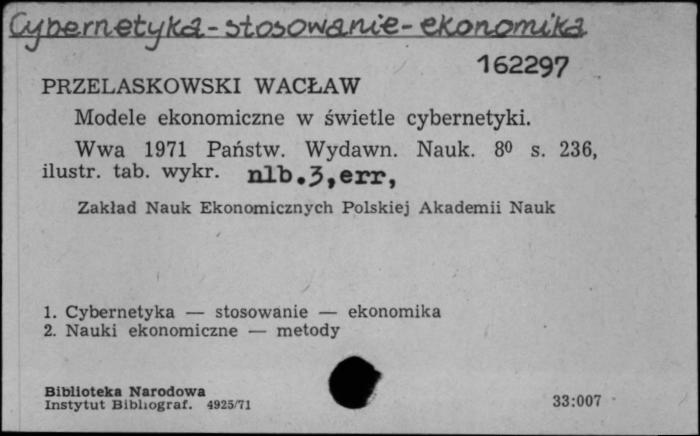 Cybernetyka-stosowanie-ekonomika
162297
PRZELASKOWSKI WACŁAW
Modele ekonomiczne w świetle cybernetyki.
Wwa 1971 Państw. Wydawn. Nauk. 8⁰ s. 236,
ilustr. tab. wykr. nlb.3,err,
Zakład Nauk Ekonomicznych Polskiej Akademii Nauk
1. Cybernetyka — stosowanie — ekonomika
2. Nauki ekonomiczne — metody
Biblioteka Narodowa
Instytut Bibliograf. 4925/71
33:007